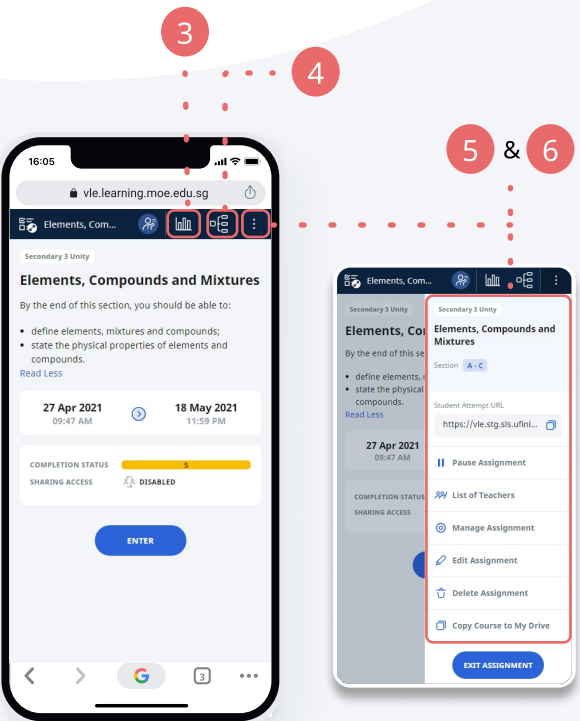 3
4
5 & 6
16:05
vle.learning.moe.edu.sg
Elements, Com...
Secondary 3 Unity
Elements, Compounds and Mixtures
By the end of this section, you should be able to:
• define elements, mixtures and compounds;
• state the physical properties of elements and
compounds.
Read Less
27 Apr 2021
09:47 AM
18 May 2021
11:59 PM
COMPLETION STATUS
5
SHARING ACCESS
DISABLED
ENTER
3
Elements, Com...
Secondary 3 Unity
Elements, Co
By the end of this se
• define elements,
• state the physical
compounds.
Read Less
27 Apr 2021
09:47 AM
COMPLETION STATUS
SHARING ACCESS
Secondary 3 Unity
Elements, Compounds and
Mixtures
Section A - C
Student Attempt URL
https://vle.stg.sls.ufini...
Pause Assignment
List of Teachers
Manage Assignment
Edit Assignment
Delete Assignment
Copy Course to My Drive
EXIT ASSIGNMENT